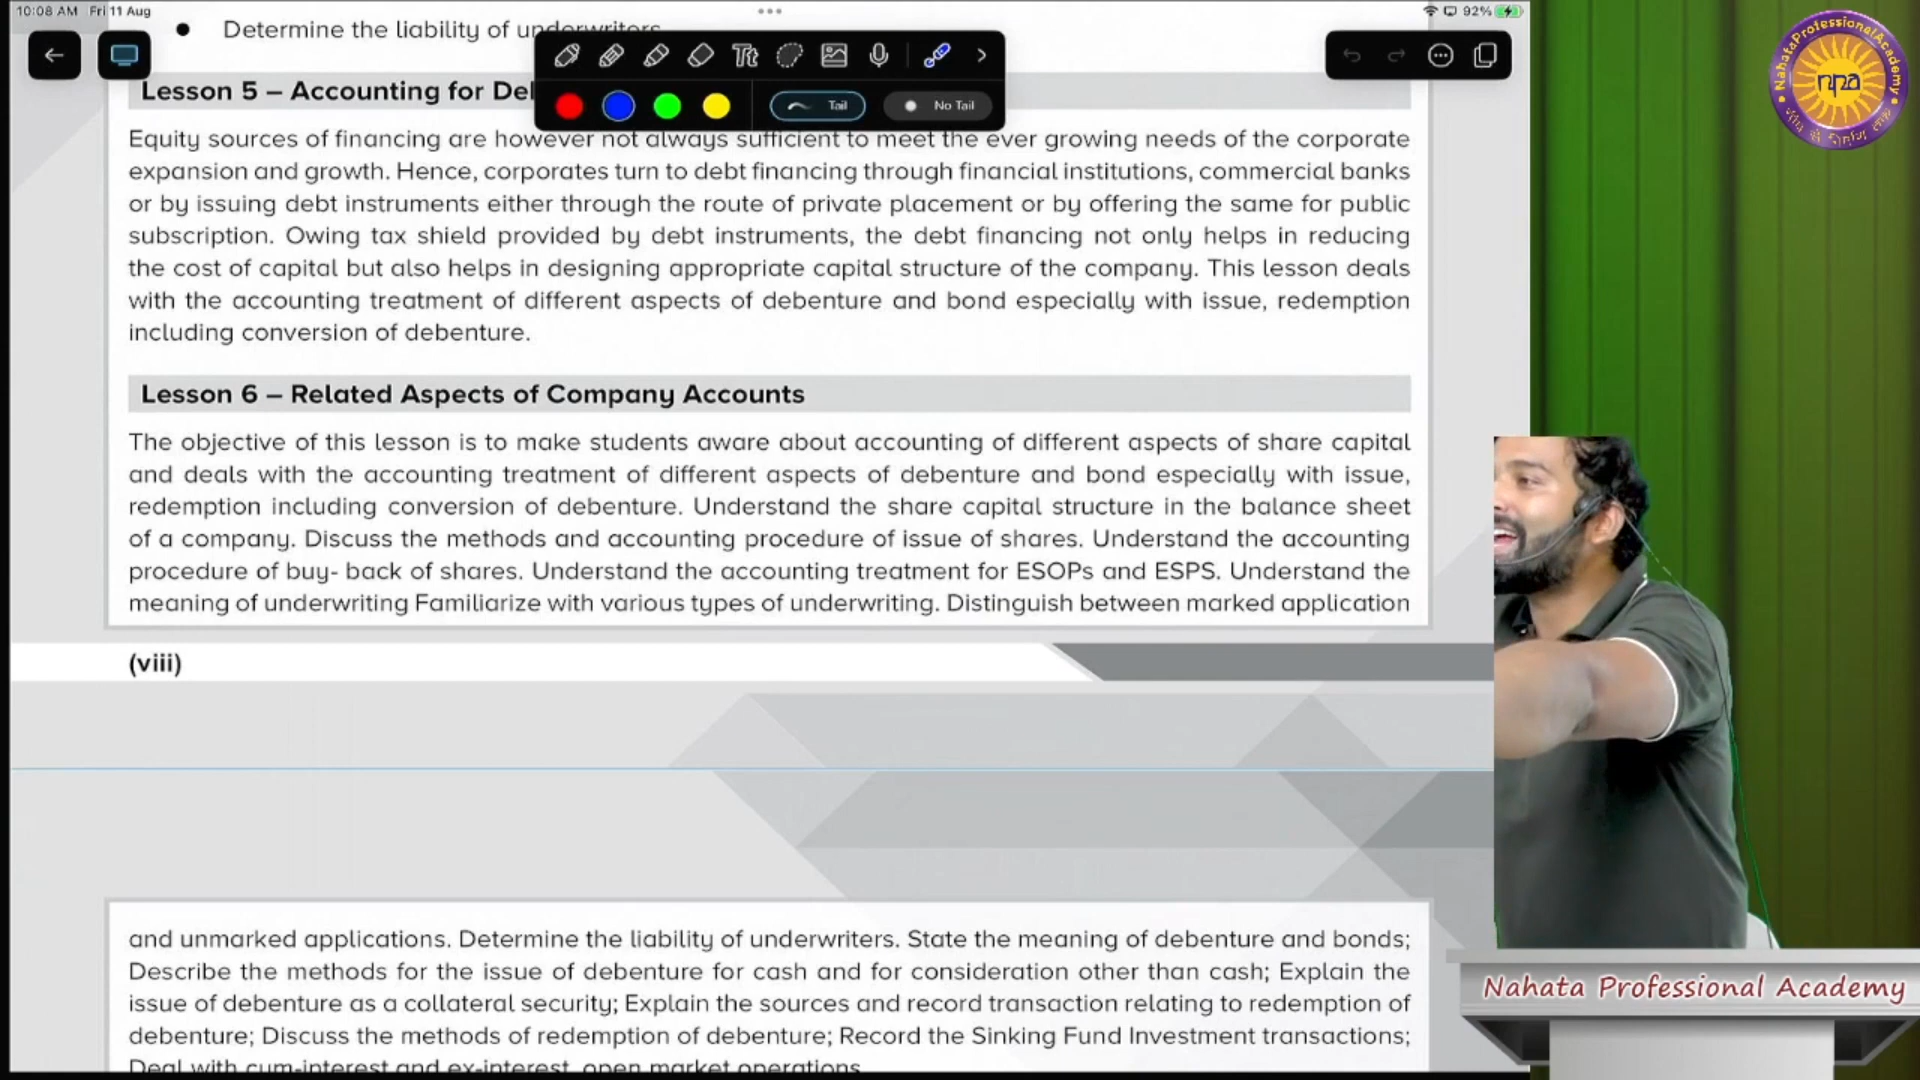 10:08 AM Fri 11 Aug
92%
Determine the liability of underwriters
Tt
Tail
No Tail
Lesson 5 – Accounting for De
Equity sources of financing are however not always sufficient to meet the ever growing needs of the corporate
expansion and growth. Hence, corporates turn to debt financing through financial institutions, commercial banks
or by issuing debt instruments either through the route of private placement or by offering the same for public
subscription. Owing tax shield provided by debt instruments, the debt financing not only helps in reducing
the cost of capital but also helps in designing appropriate capital structure of the company. This lesson deals
with the accounting treatment of different aspects of debenture and bond especially with issue, redemption
including conversion of debenture.
Lesson 6 – Related Aspects of Company Accounts
The objective of this lesson is to make students aware about accounting of different aspects of share capital
and deals with the accounting treatment of different aspects of debenture and bond especially with issue,
redemption including conversion of debenture. Understand the share capital structure in the balance sheet
of a company. Discuss the methods and accounting procedure of issue of shares. Understand the accounting
procedure of buy- back of shares. Understand the accounting treatment for ESOPs and ESPS. Understand the
meaning of underwriting Familiarize with various types of underwriting. Distinguish between marked application
(viii)
and unmarked applications. Determine the liability of underwriters. State the meaning of debenture and bonds;
Describe the methods for the issue of debenture for cash and for consideration other than cash; Explain the
issue of debenture as a collateral security; Explain the sources and record transaction relating to redemption of
debenture; Discuss the methods of redemption of debenture; Record the Sinking Fund Investment transactions;
Deal with cum-interest and ex-interest, open market operations
NahataProfessionalAcademy
npa
Nahata Professional Academy